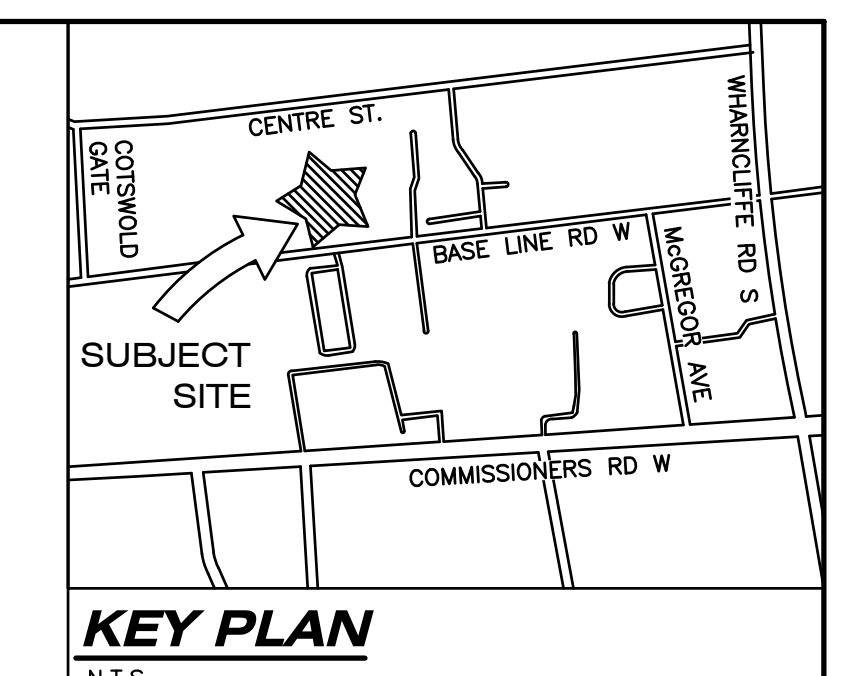 CENTRE ST.
COTSWOLD
GATE
WHARNCLIFFE RD S
BASE LINE RD W
McGREGOR AVE
SUBJECT
SITE
COMMISSIONERS RD W
KEY PLAN
N.T.S.